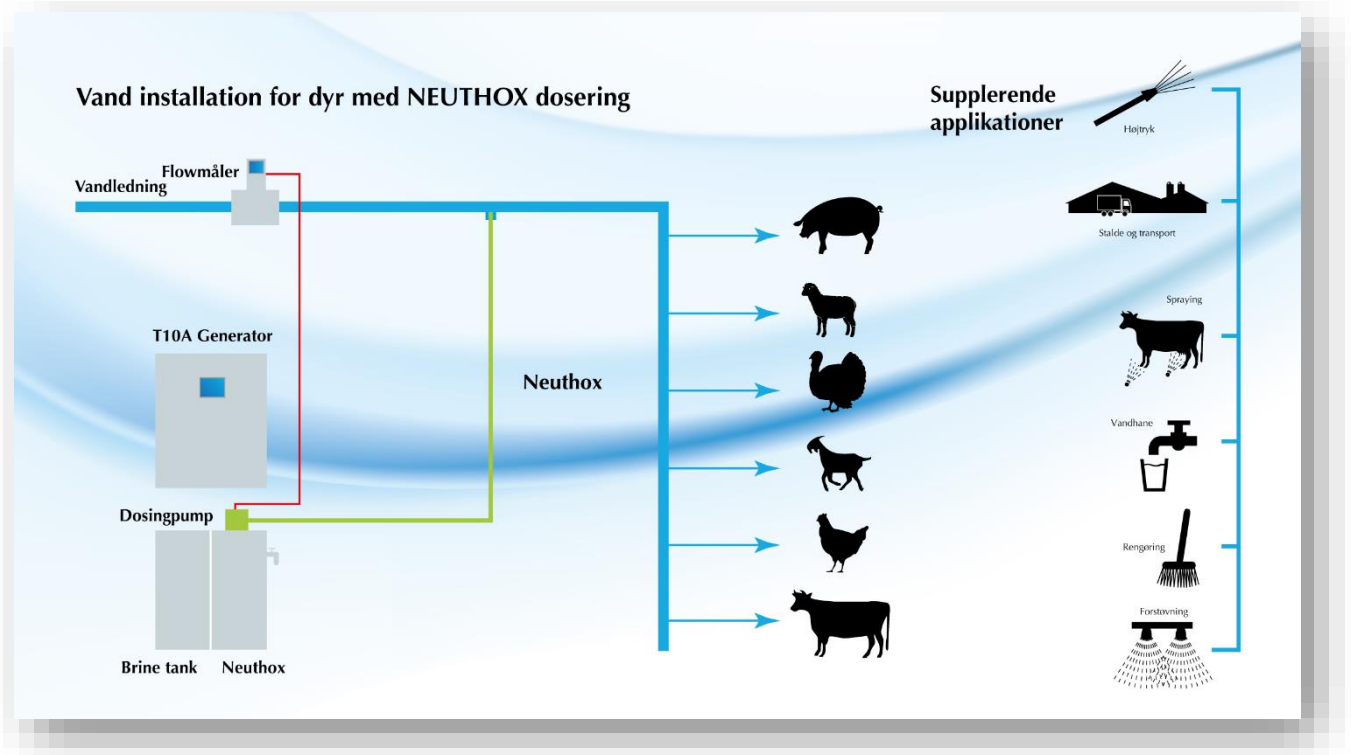 Vand installation for dyr med NEUTHOX dosering
Supplerende
applikationer
Højtryk
Flowmåler
Vandledning
Stalde og transport
Spraying
T10A Generator
Neuthox
Vandhane
Dosingpump
Rengøring
Forstøvning
Brine tank
Neuthox